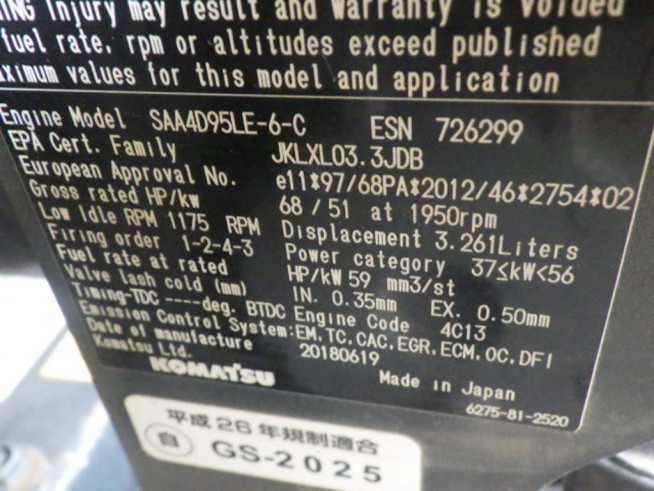 NING Injury may result and warranty is voided
fuel rate. rpm or altitudes exceed published
maximum values for this model and application
Engine Model SAA4D95LE-6-C ESN 726299
EPA Cert. Family JKLXL03.3JDB
European Approval No. e11*97/68PA*2012/46*2754*02
Gross rated HP/kw 68 / 51 at 1950rpm
Low Idle RPM 1175 RPM Displacement 3.261Liters
Firing order 1-2-4-3 Power category 37≤kW<56
Fuel rate at rated HP/kW 59 mm3/st
Valve lash cold (mm) IN. 0.35mm EX. 0.50mm
Timing-TDC ----deg. BTDC Engine Code 4C13
Emission Control System:EM.TC.CAC.EGR.ECM.OC.DFI
Date of manufacture 20180619
Komatsu Ltd.
KOMATSU Made in Japan
6275-81-2520
平成26年規制適合
自 GS-2025